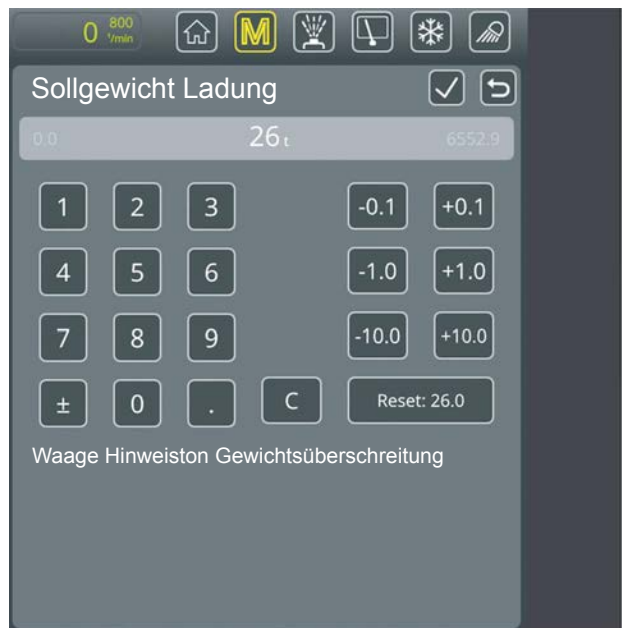 0 800 1/min M
Sollgewicht Ladung
0.0 26 t 6552.9
1 2 3 -0.1 +0.1
4 5 6 -1.0 +1.0
7 8 9 -10.0 +10.0
± 0 . C Reset: 26.0
Waage Hinweiston Gewichtsüberschreitung